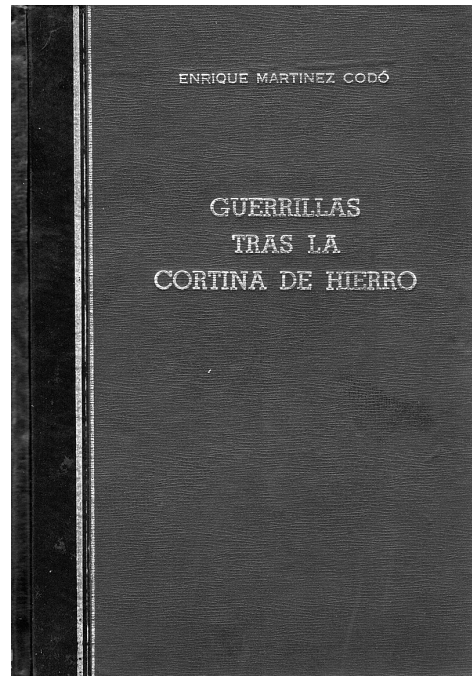 ENRIQUE MARTINEZ CODÓ
GUERRILLAS
TRAS LA
CORTINA DE HIERRO